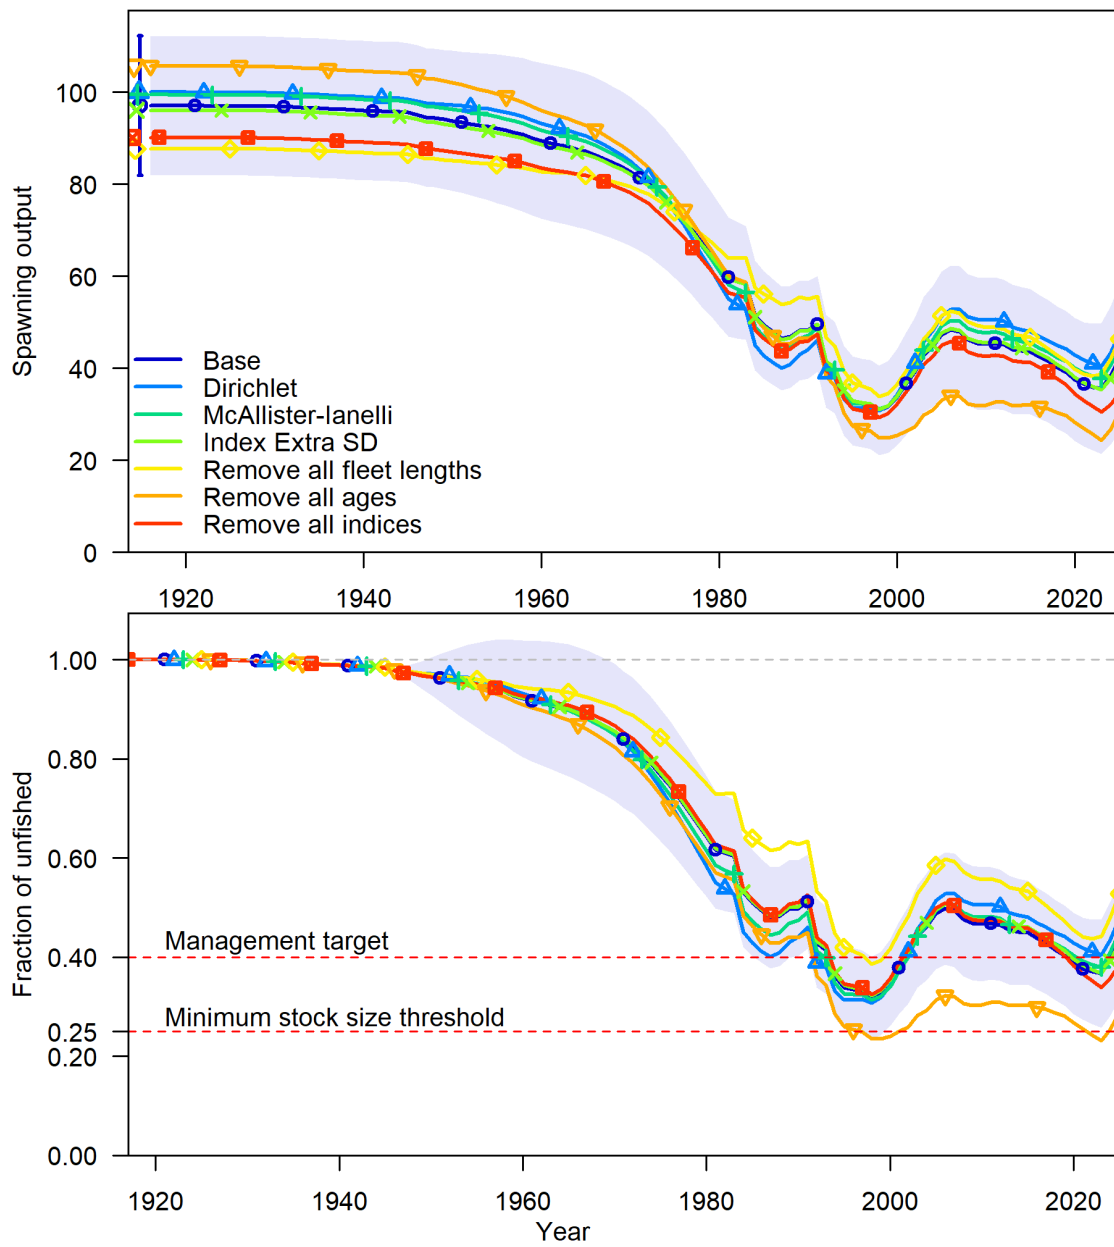 Spawning output
100
80
60
40
20
0
Base
Dirichlet
McAllister-Ianelli
Index Extra SD
Remove all fleet lengths
Remove all ages
Remove all indices
1920 1940 1960 1980 2000 2020
Fraction of unfished
1.00
0.80
0.60
0.40
0.25
0.20
0.00
Management target
Minimum stock size threshold
1920 1940 1960 1980 2000 2020
Year